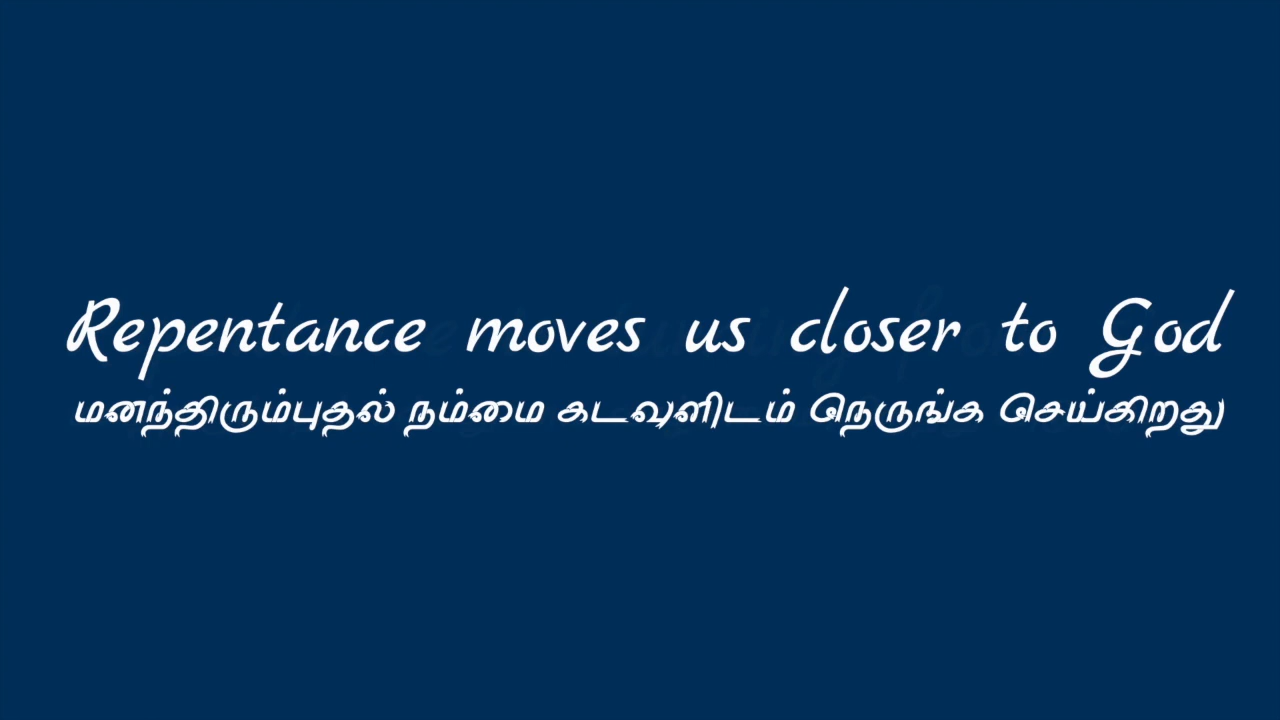 Repentance moves us closer to God
மனந்திரும்புதல் நம்மை கடவுளிடம் நெருங்க செய்கிறது